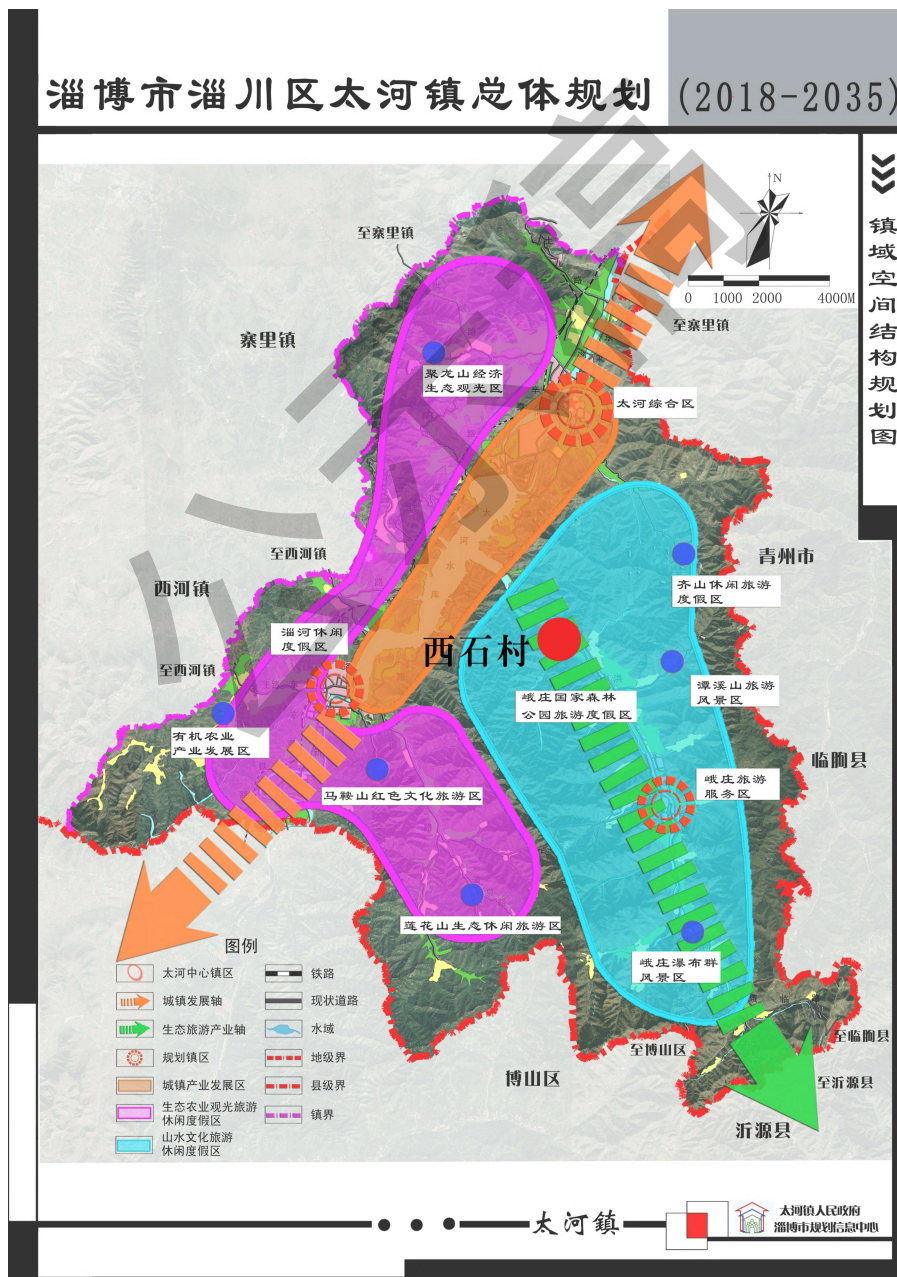 淄博市淄川区太河镇总体规划 (2018-2035)
镇域空间结构规划图
N
0 1000 2000 4000M
至寨里镇
寨里镇
至寨里镇
聚龙山经济
生态观光区
太河综合区
至西河镇
西河镇
青州市
齐山休闲旅游
度假区
淄河休闲
度假区
西石村
至西河镇
潭溪山旅游
风景区
峨庄国家森林
公园旅游度假区
有机农业
产业发展区
临朐县
马鞍山红色文化旅游区
峨庄旅游
服务区
莲花山生态休闲旅游区
峨庄瀑布群
风景区
至临朐县
至博山区
博山区
至沂源县
沂源县
图例
太河中心镇区
城镇发展轴
生态旅游产业轴
规划镇区
城镇产业发展区
生态农业观光旅游
休闲度假区
山水文化旅游
休闲度假区
铁路
现状道路
水域
地级界
县级界
镇界
太河鎮
太河镇人民政府
淄博市规划信息中心